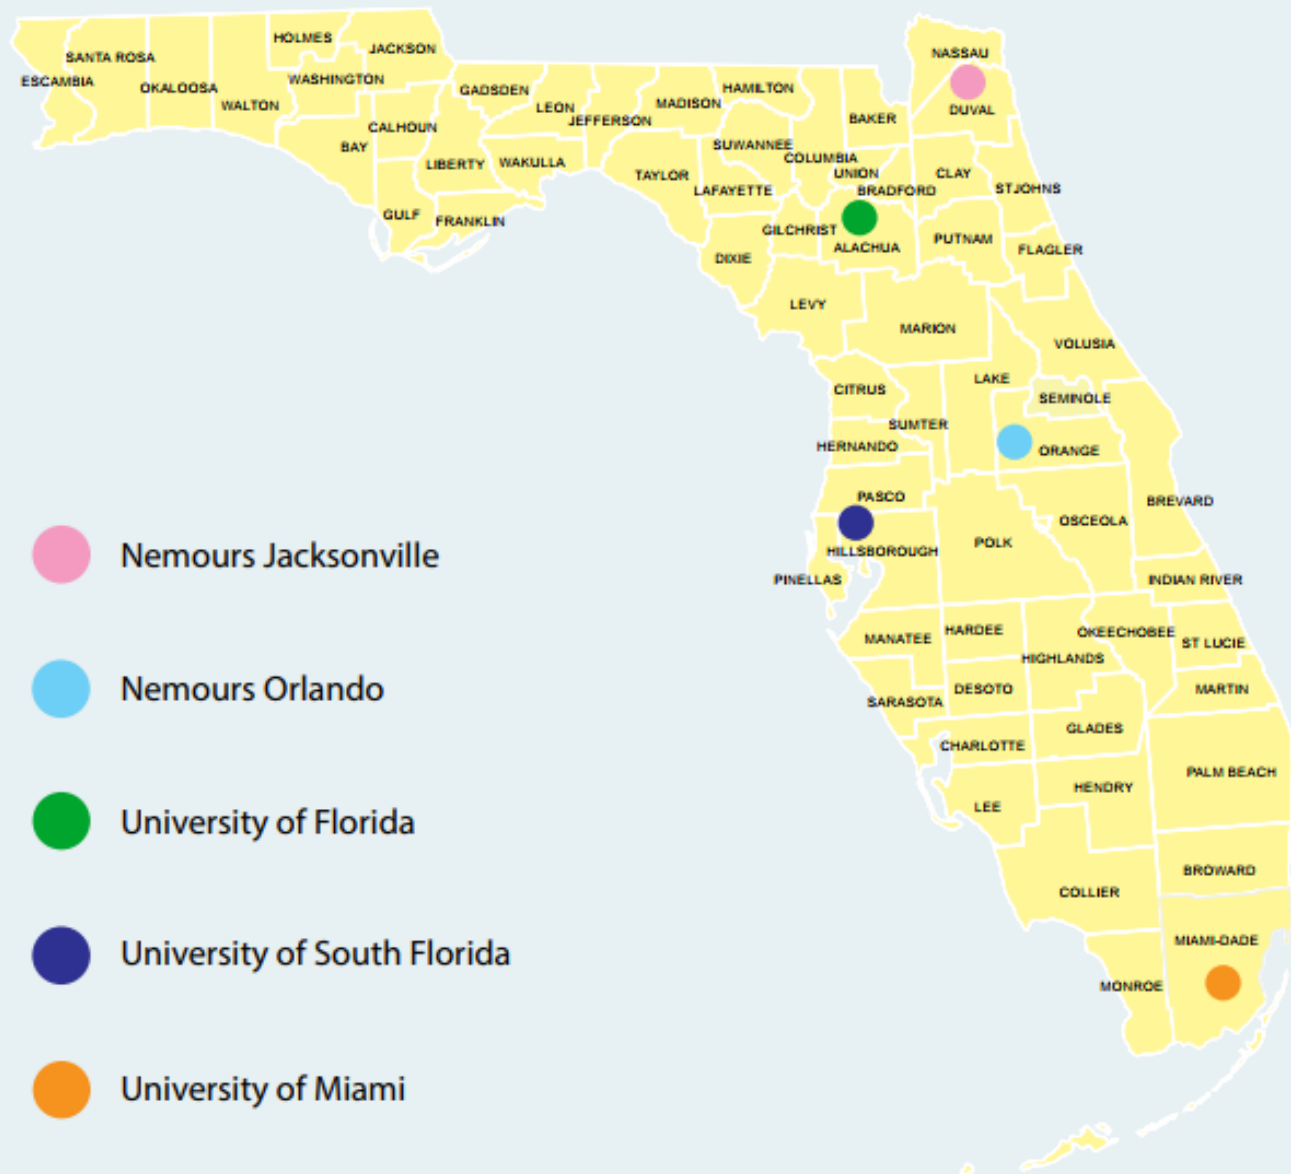 NASSAU
HOLMES
JACKSON
SANTA ROSA
ESCAMBIA
WASHINGTON
OKALOOSA
GADSDEN
HAMILTON
WALTON
LEON
MADISON
JEFFERSON
DUVAL
BAKER
CALHOUN
BAY
SUWANNEE
COLUMBIA
LIBERTY
WAKULLA
UNION
CLAY
TAYLOR
LAFAYETTE
BRADFORD
STJOHNS
GULF
FRANKLIN
GILCHRIST
ALACHUA
PUTNAM
FLAGLER
DIXIE
LEVY
MARION
VOLUSIA
LAKE
CITRUS
SEMINOLE
SUMTER
HERNANDO
ORANGE
PASCO
BREVARD
OSCEOLA
POLK
HILLSBOROUGH
PINELLAS
INDIAN RIVER
MANATEE
HARDEE
OKEECHOBEE
ST LUCIE
HIGHLANDS
DESOTO
MARTIN
SARASOTA
GLADES
CHARLOTTE
PALM BEACH
HENDRY
LEE
BROWARD
COLLIER
MIAMI-DADE
MONROE
Nemours Jacksonville
Nemours Orlando
University of Florida
University of South Florida
University of Miami